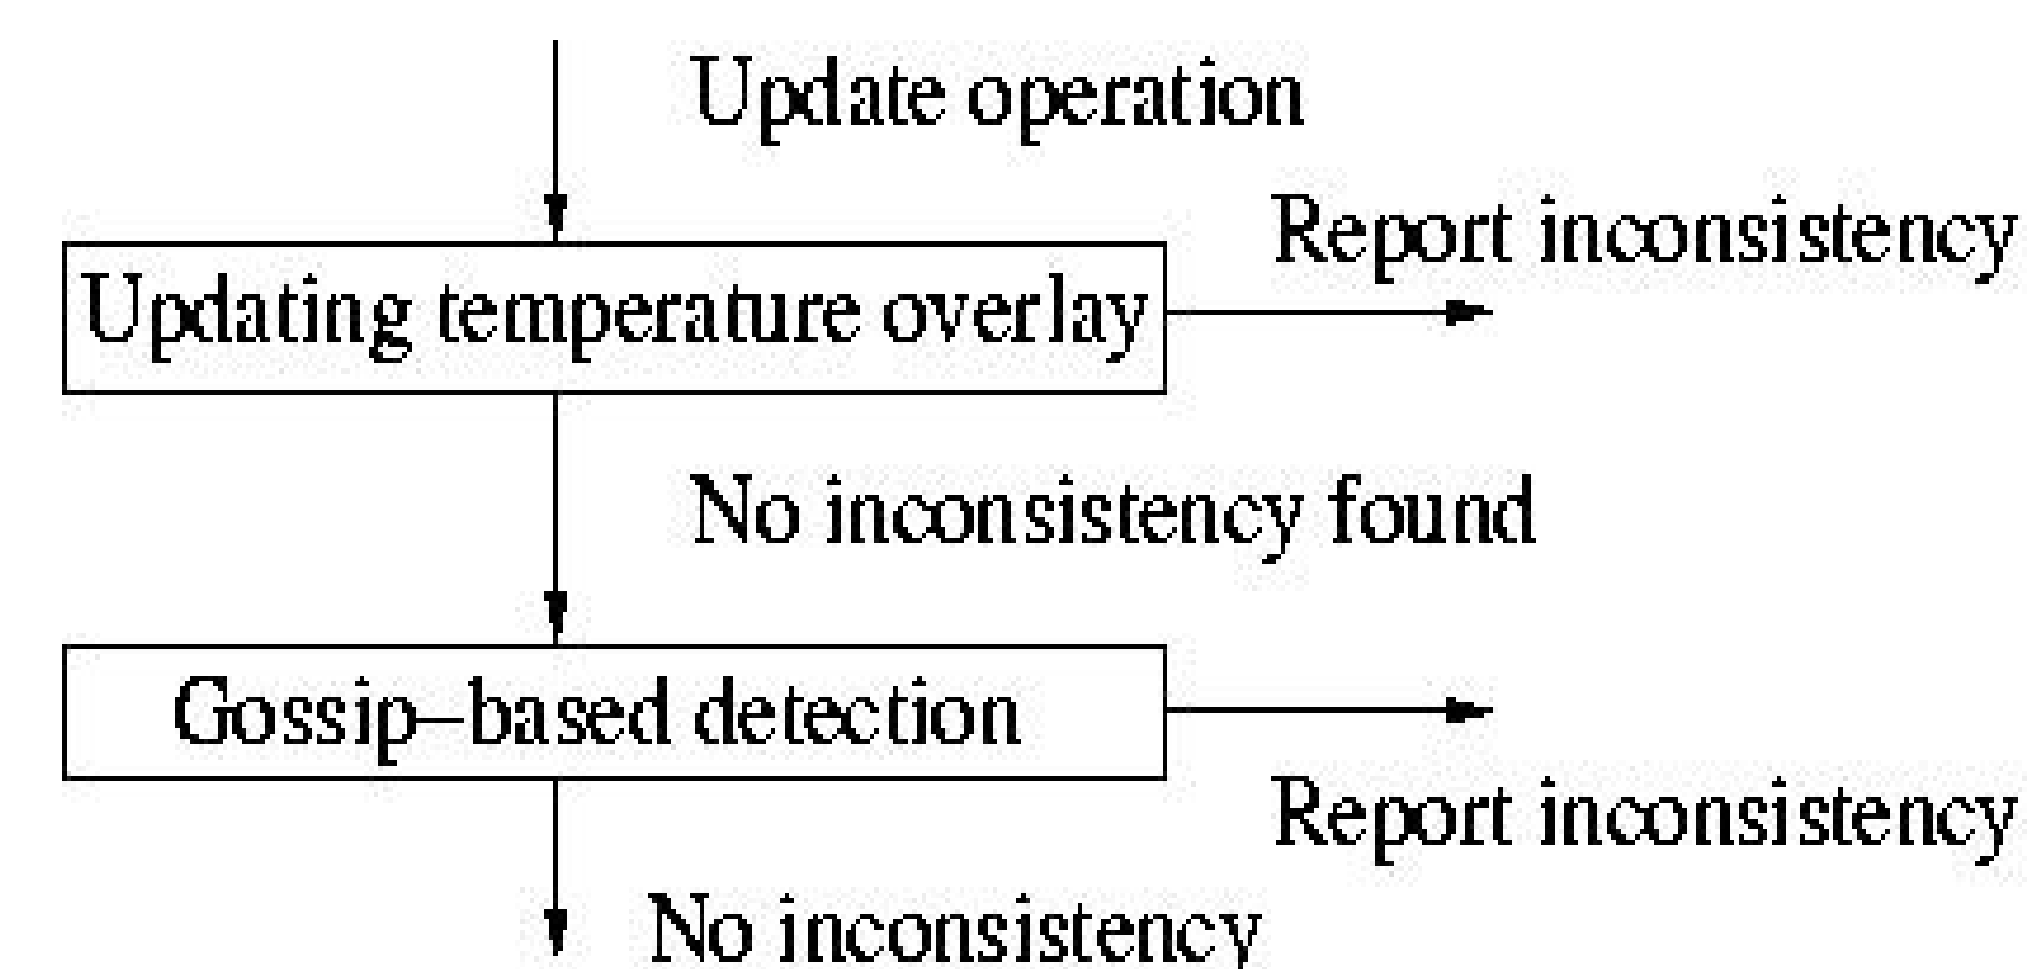 Update operation
Report inconsistency
Updating temperature overlay
No inconsistency found
Gossip–based detection
Report inconsistency
No inconsistency